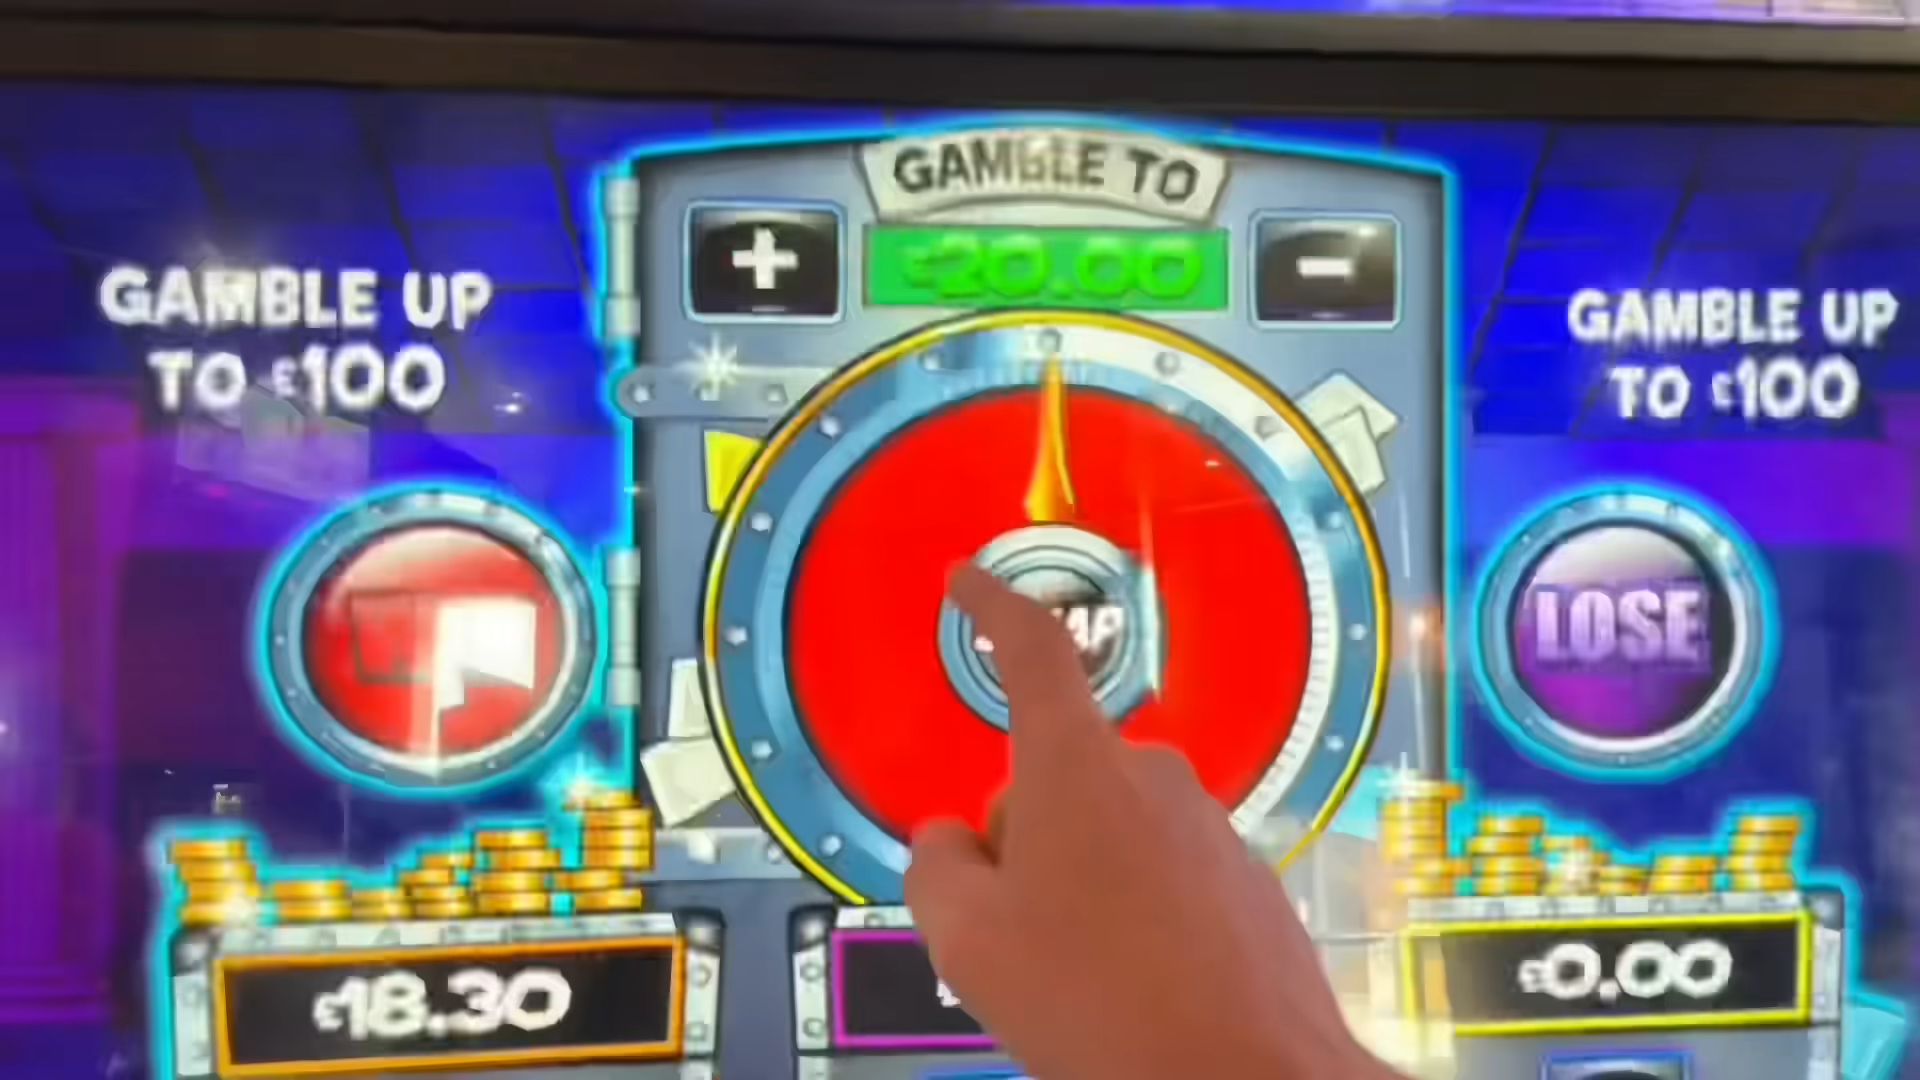 GAMBLE TO
+
£20.00
-
GAMBLE UP
TO £100
GAMBLE UP
TO £100
LOSE
£18.30
£0.00